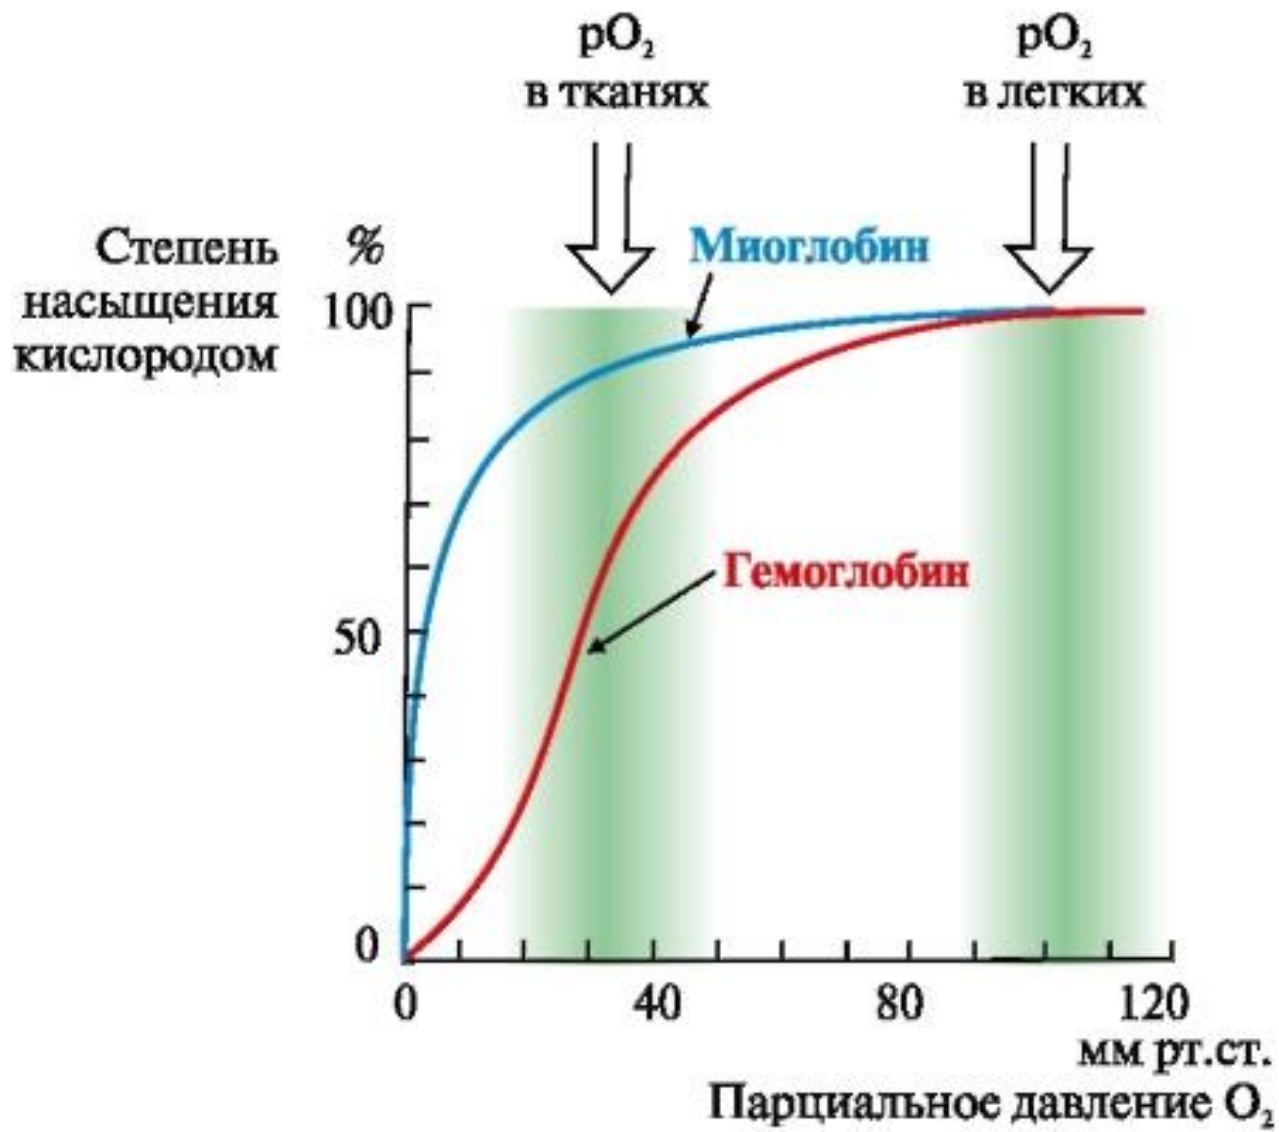 pO₂
в тканях
pO₂
в легких
Степень
насыщения
кислородом
%
Миоглобин
100
Гемоглобин
50
0
0 40 80 120
мм рт.ст.
Парциальное давление O₂